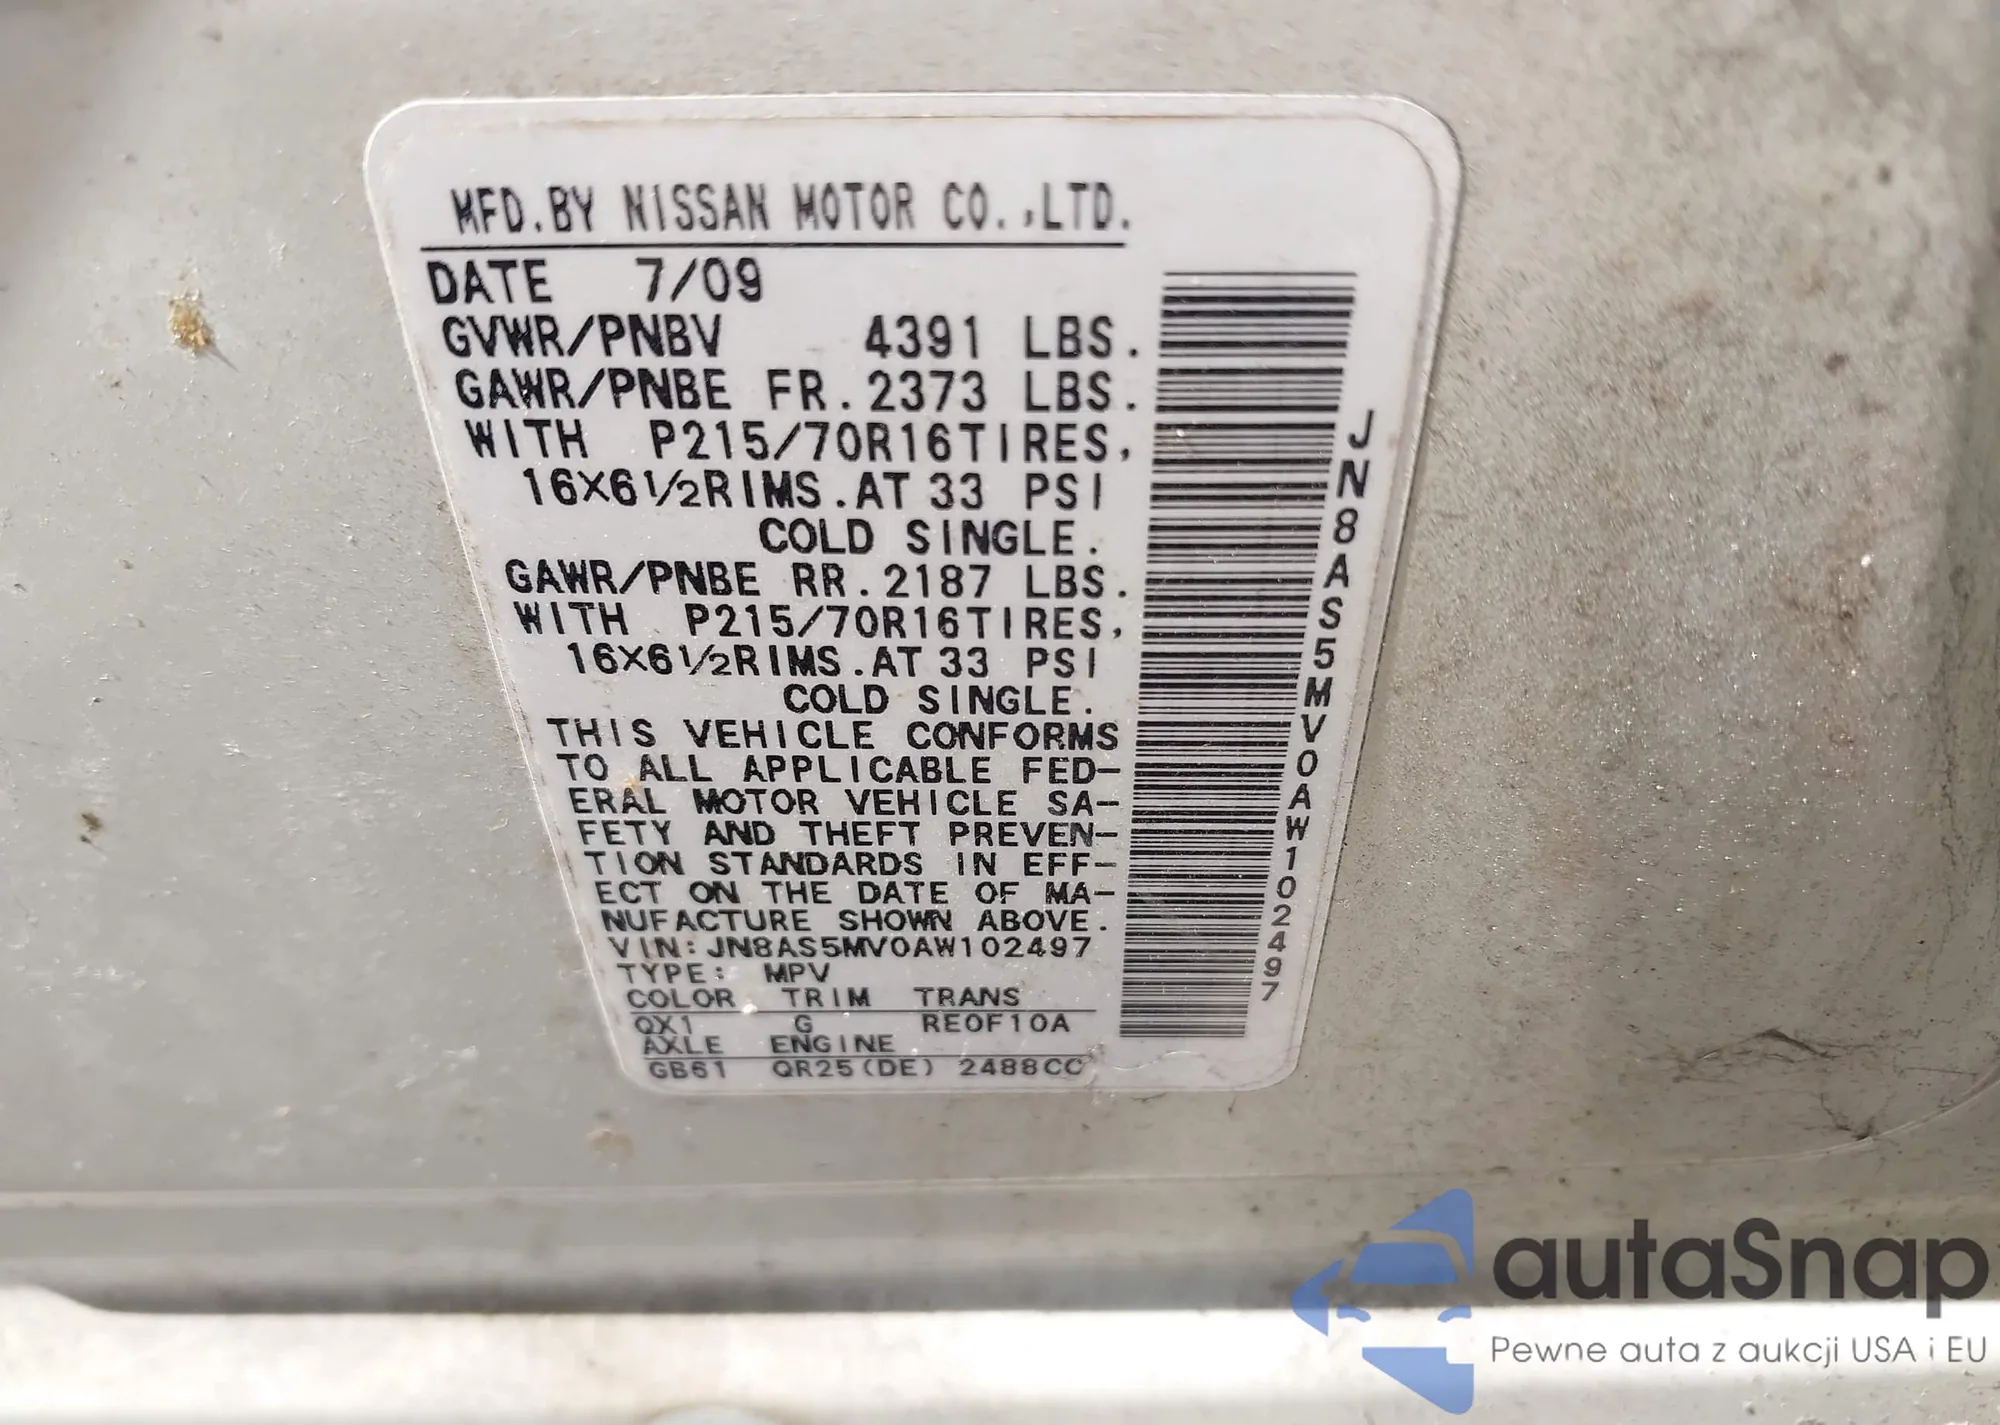 MFD.BY NISSAN MOTOR CO.,LTD.
DATE 7/09
GVWR/PNBV 4391 LBS.
GAWR/PNBE FR.2373 LBS.
WITH P215/70R16TIRES,
16X6½RIMS.AT 33 PSI
COLD SINGLE.
GAWR/PNBE RR.2187 LBS.
WITH P215/70R16TIRES,
16X6½RIMS.AT 33 PSI
COLD SINGLE.
THIS VEHICLE CONFORMS
TO ALL APPLICABLE FED-
ERAL MOTOR VEHICLE SA-
FETY AND THEFT PREVEN-
TION STANDARDS IN EFF-
ECT ON THE DATE OF MA-
NUFACTURE SHOWN ABOVE.
VIN:JN8AS5MV0AW102497
TYPE: MPV
COLOR TRIM TRANS
QX1 G RE0F10A
AXLE ENGINE
GB61 QR25(DE) 2488CC
JN8AS5MV0AW102497
autaSnap
Pewne auta z aukcji USA i EU